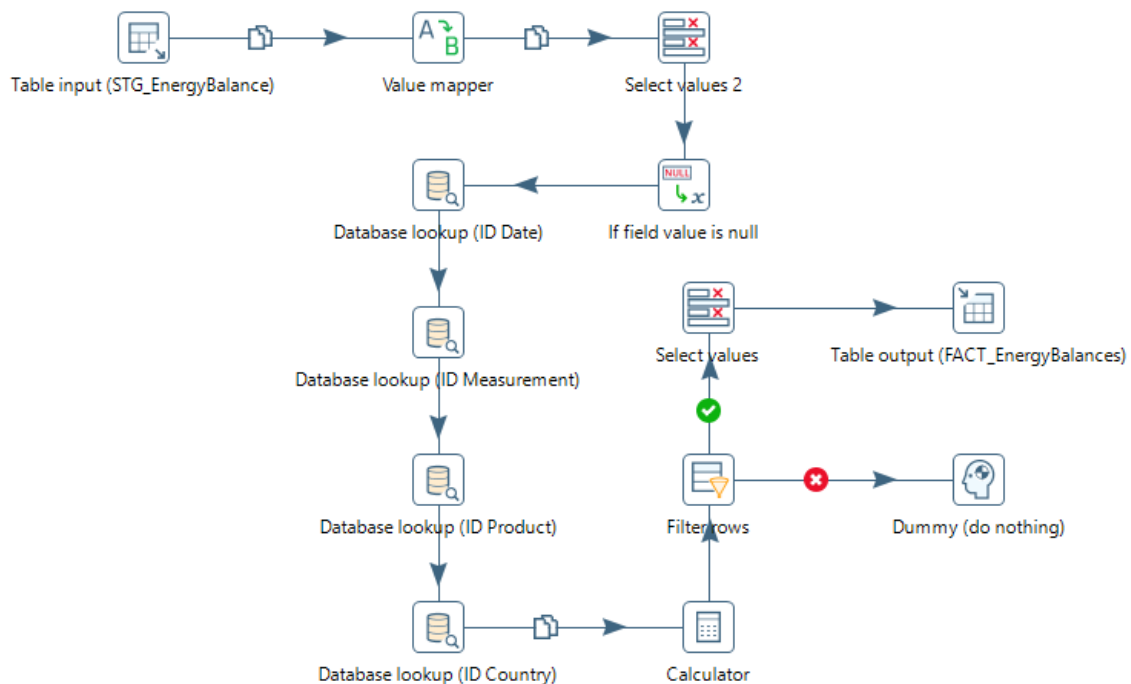 A
B
Table input (STG_EnergyBalance)
Value mapper
Select values 2
NULL
x
Database lookup (ID Date)
If field value is null
Database lookup (ID Measurement)
Select values
Table output (FACT_EnergyBalances)
Database lookup (ID Product)
Filter rows
Dummy (do nothing)
Database lookup (ID Country)
Calculator